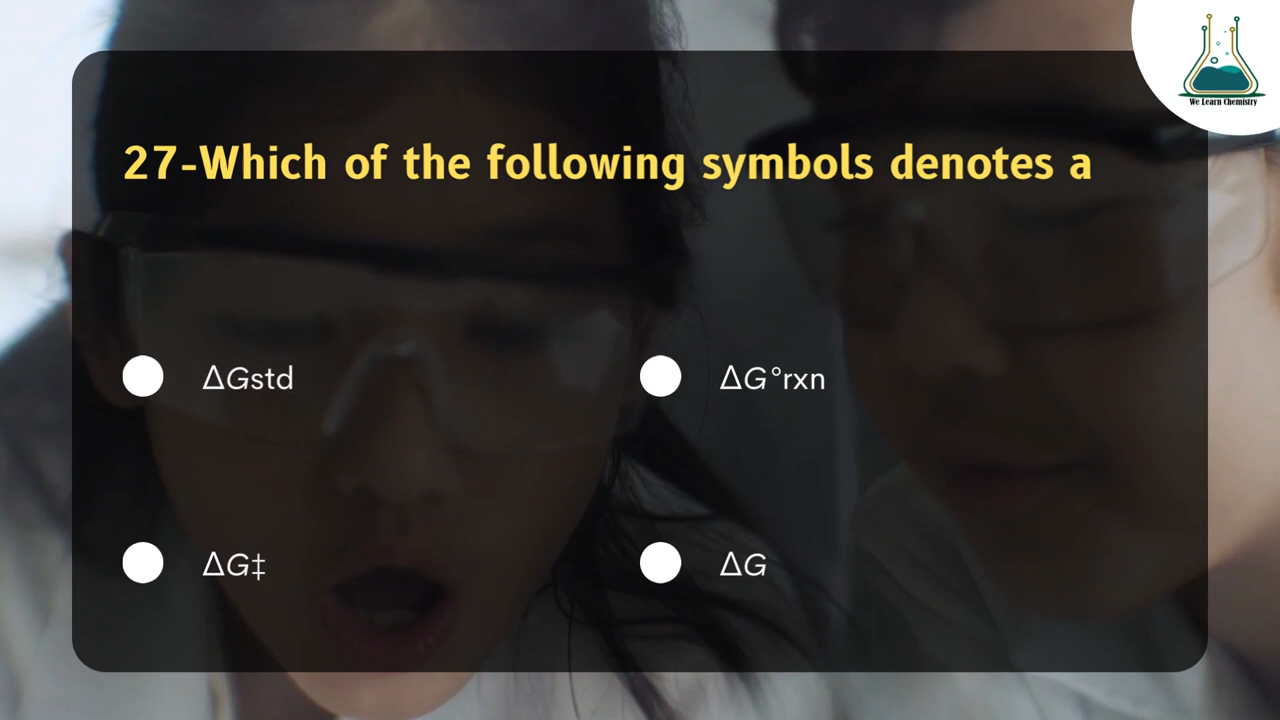 We Learn Chemistry
27-Which of the following symbols denotes a
ΔGstd
ΔG°rxn
ΔG‡
ΔG